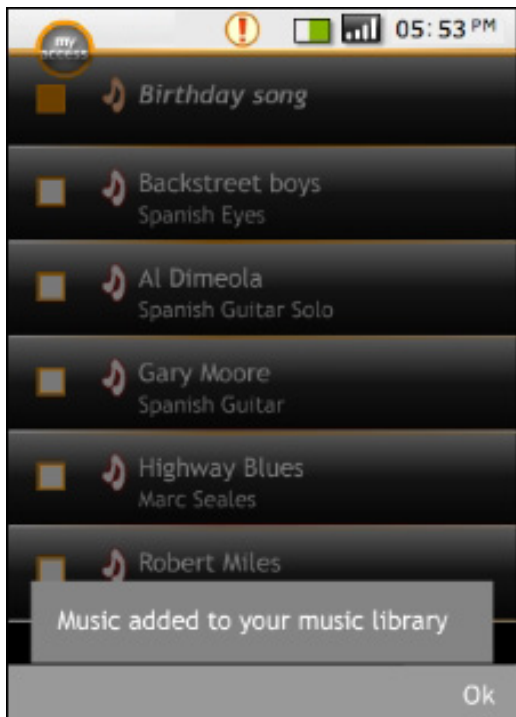 my
access
05:53 PM
Birthday song
Backstreet boys
Spanish Eyes
Al Dimeola
Spanish Guitar Solo
Gary Moore
Spanish Guitar
Highway Blues
Marc Seales
Robert Miles
Music added to your music library
Ok